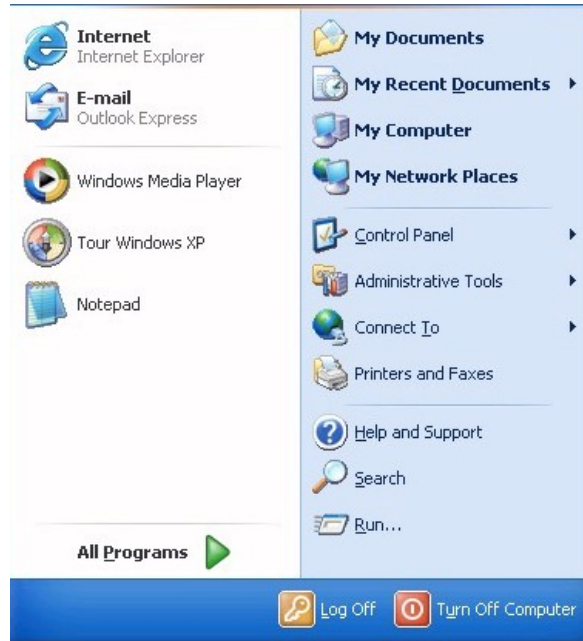 Internet
Internet Explorer
E-mail
Outlook Express
Windows Media Player
Tour Windows XP
Notepad
All Programs
My Documents
My Recent Documents
My Computer
My Network Places
Control Panel
Administrative Tools
Connect To
Printers and Faxes
Help and Support
Search
Run...
Log Off
Turn Off Computer